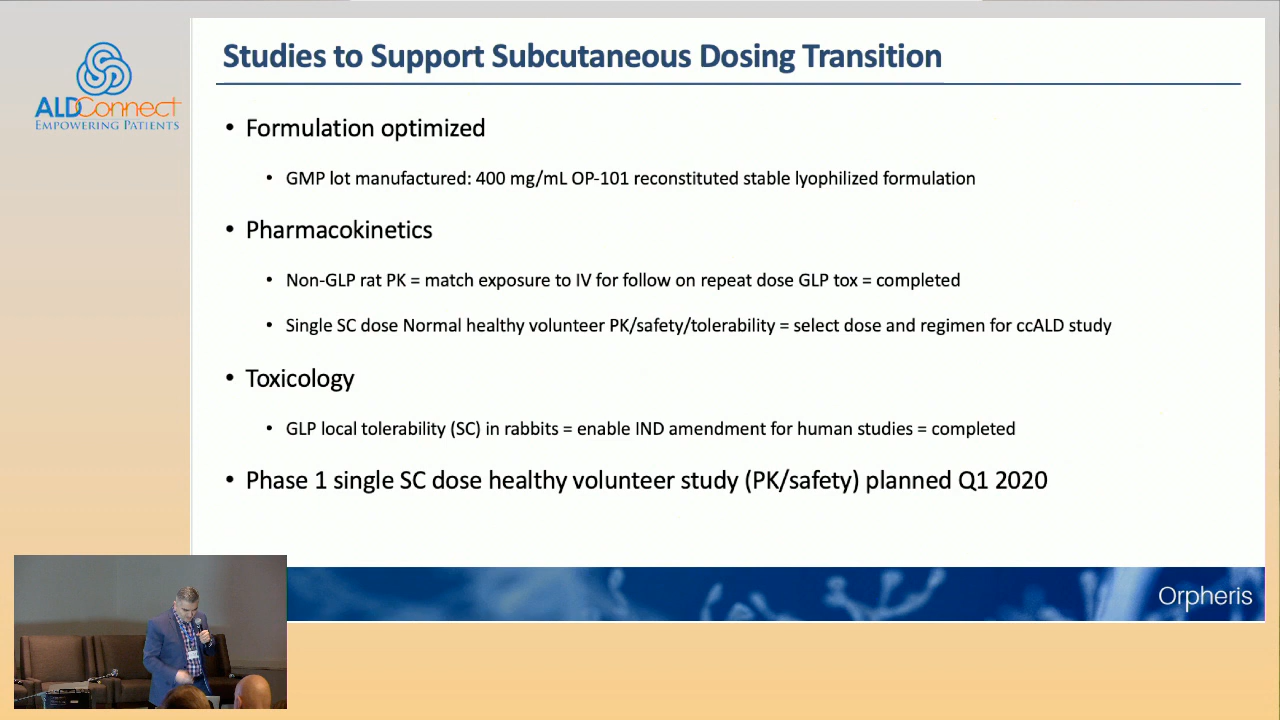 ALDConnect
EMPOWERING PATIENTS
Studies to Support Subcutaneous Dosing Transition
• Formulation optimized
• GMP lot manufactured: 400 mg/mL OP-101 reconstituted stable lyophilized formulation
• Pharmacokinetics
• Non-GLP rat PK = match exposure to IV for follow on repeat dose GLP tox = completed
• Single SC dose Normal healthy volunteer PK/safety/tolerability = select dose and regimen for ccALD study
• Toxicology
• GLP local tolerability (SC) in rabbits = enable IND amendment for human studies = completed
• Phase 1 single SC dose healthy volunteer study (PK/safety) planned Q1 2020
Orpheris